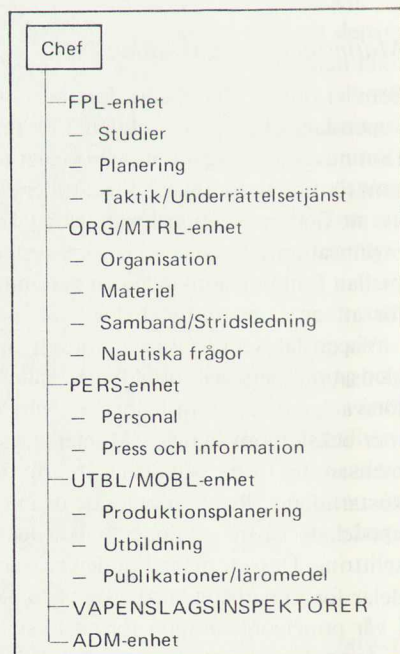 Chef
FPL-enhet
– Studier
– Planering
– Taktik/Underrättelsetjänst
ORG/MTRL-enhet
– Organisation
– Materiel
– Samband/Stridsledning
– Nautiska frågor
PERS-enhet
– Personal
– Press och information
UTBL/MOBL-enhet
– Produktionsplanering
– Utbildning
– Publikationer/läromedel
VAPENSLAGSINSPEKTÖRER
ADM-enhet